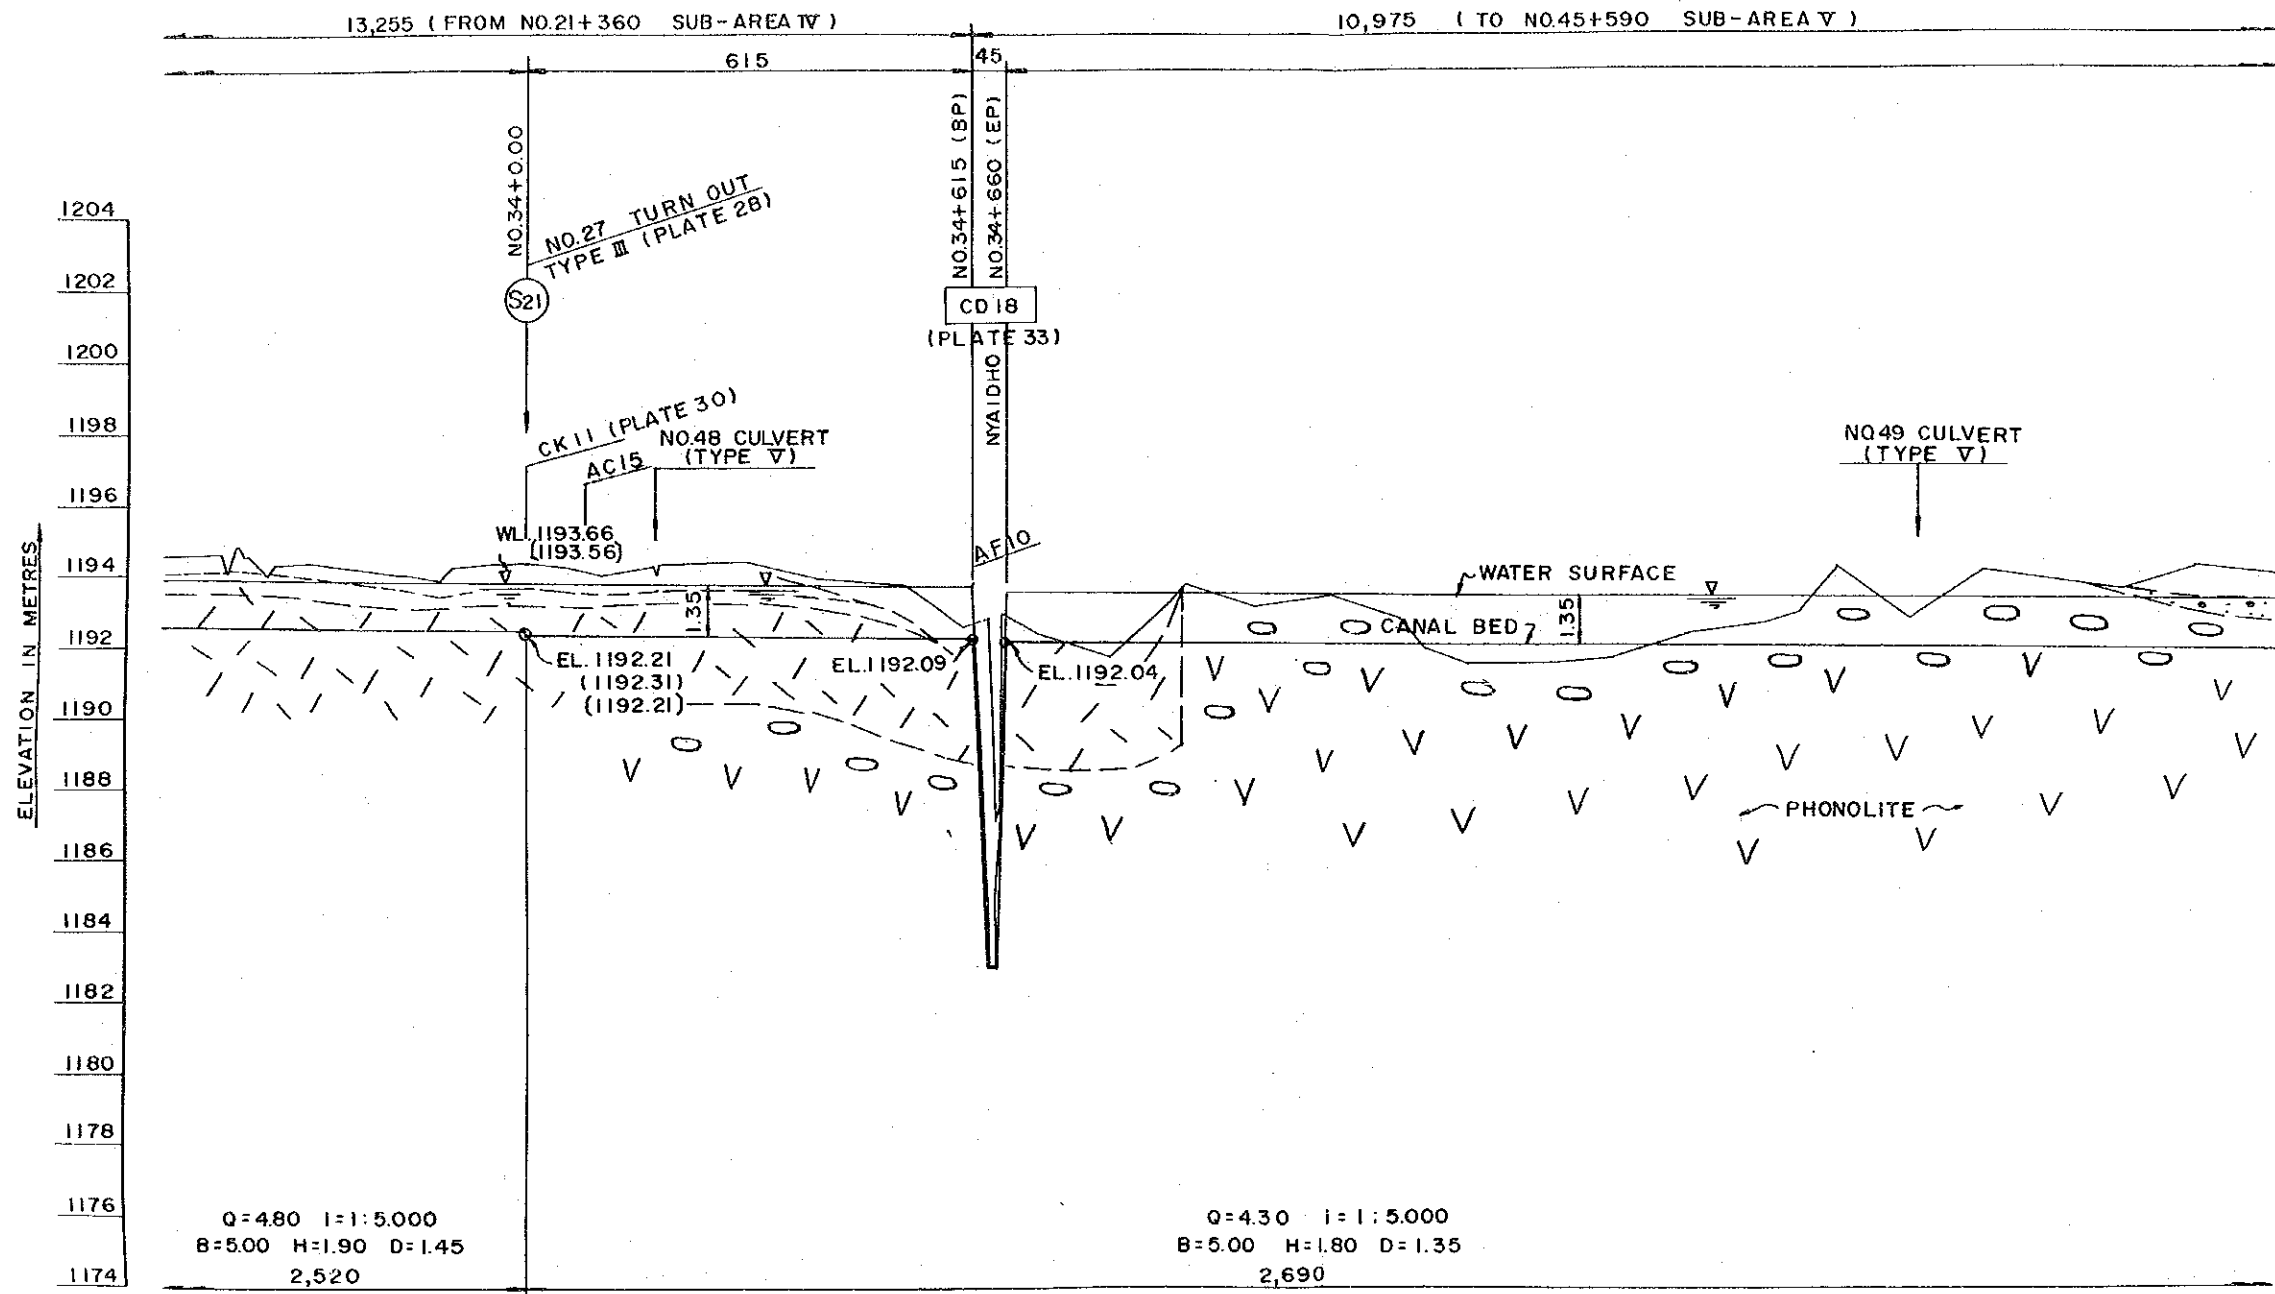 13,255 (FROM NO.21+360 SUB-AREA IV)
10,975 (TO NO.45+590 SUB-AREA V)
615
45
NO.34+0.00
NO.34+615 (BP)
NO.34+660 (EP)
NO.27 TURN OUT
TYPE III (PLATE 28)
S21
CD 18
(PLATE 33)
NYAIDHO
CK11 (PLATE 30)
AC15
NO.48 CULVERT
(TYPE V)
NO.49 CULVERT
(TYPE V)
WL.1193.66
(1193.56)
AF10
WATER SURFACE
1.35
1.35
CANAL BED
EL.1192.21
(1192.31)
(1192.21)
EL.1192.09
EL.1192.04
PHONOLITE
ELEVATION IN METRES
1204
1202
1200
1198
1196
1194
1192
1190
1188
1186
1184
1182
1180
1178
1176
1174
Q=4.80 I=1:5.000
B=5.00 H=1.90 D=1.45
2,520
Q=4.30 i=1:5.000
B=5.00 H=1.80 D=1.35
2,690